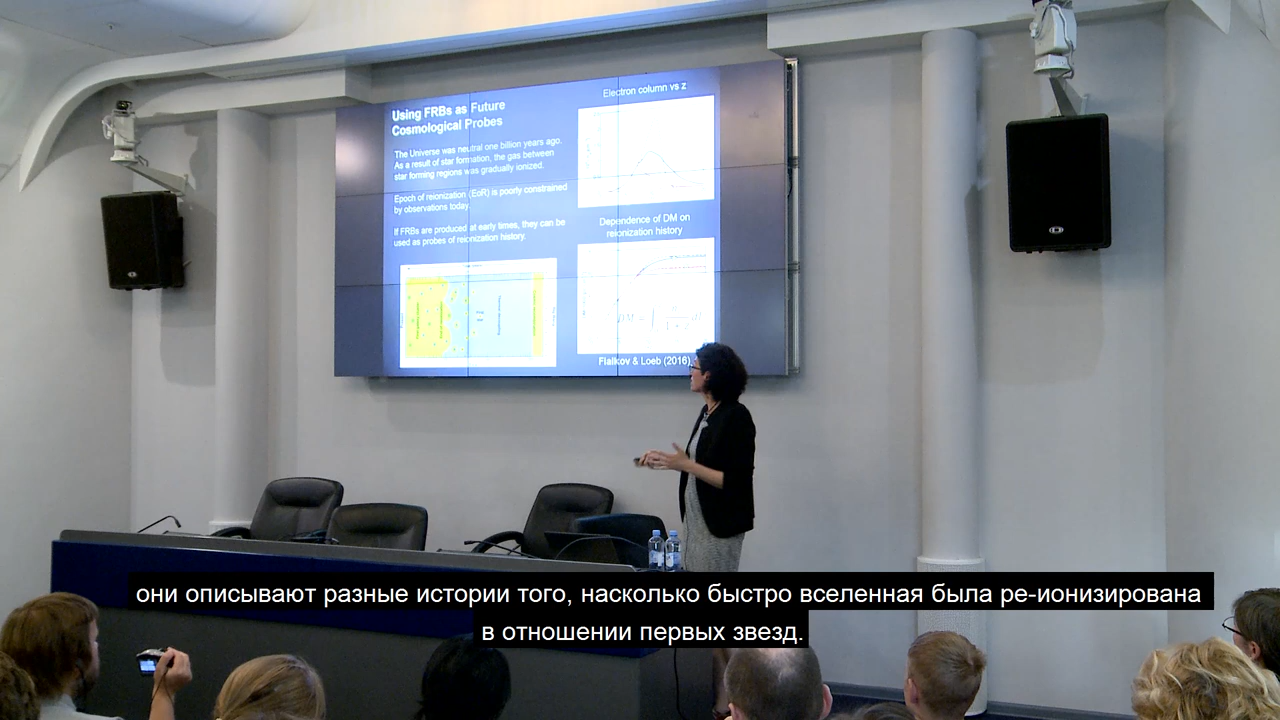 Using FRBs as Future
Cosmological Probes
The Universe was neutral one billion years ago.
As a result of star formation, the gas between
star forming regions was gradually ionized.
Epoch of reionization (EoR) is poorly constrained
by observations today.
If FRBs are produced at early times, they can be
used as probes of reionization history.
Electron column vs z
Dependence of DM on
reionization history
Fialkov & Loeb (2016)
они описывают разные истории того, насколько быстро вселенная была ре-ионизирована
в отношении первых звезд.